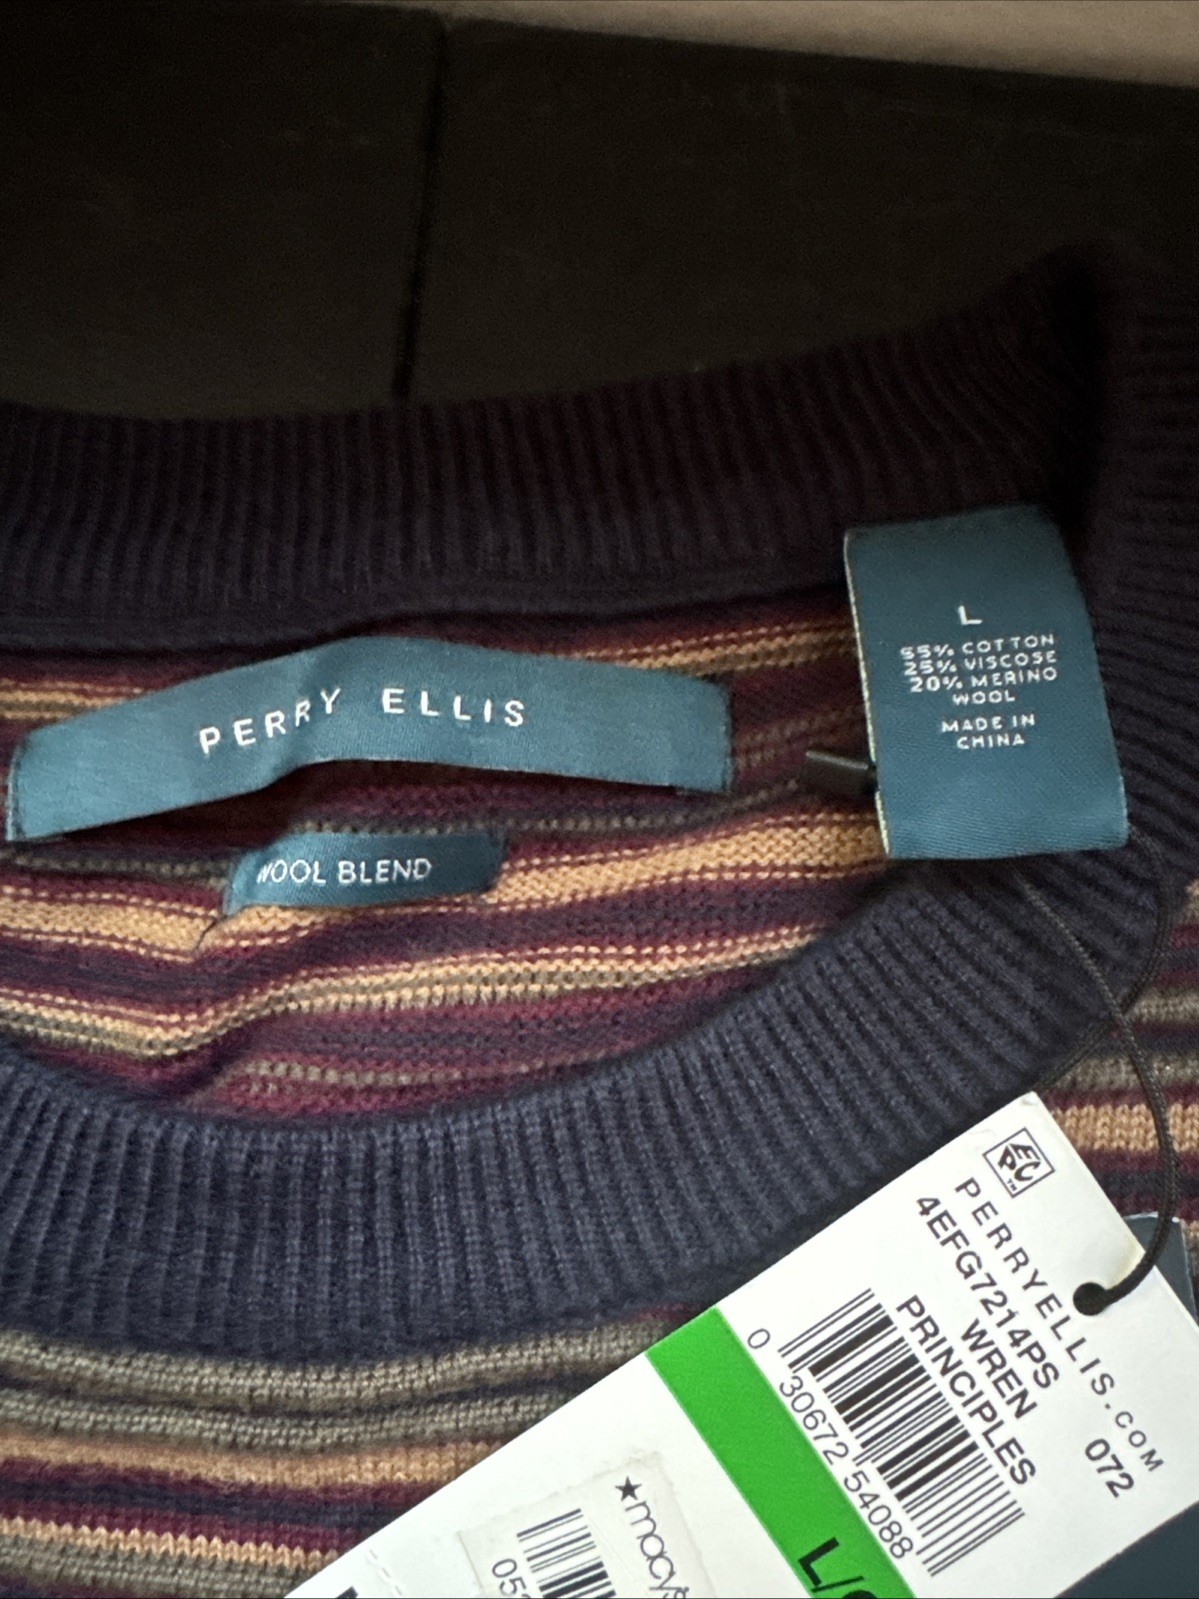 PERRY ELLIS
WOOL BLEND
L
55% COTTON
25% VISCOSE
20% MERINO
WOOL
MADE IN
CHINA
PERRYELLIS.COM
4EFG7214PS 072
WREN
PRINCIPLES
0 30672 54088
macy's